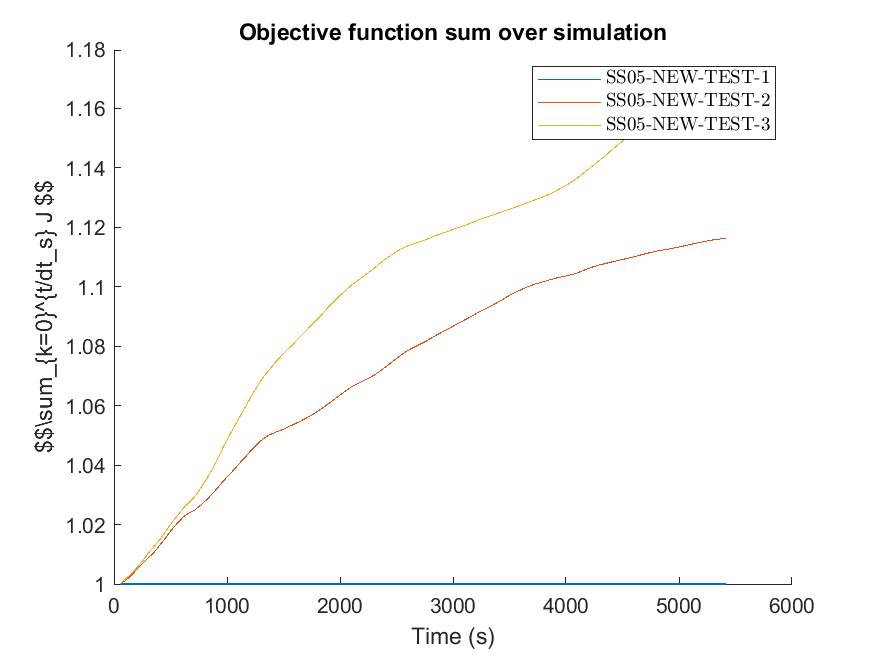 Objective function sum over simulation
1.18
1.16
1.14
1.12
1.1
1.08
1.06
1.04
1.02
1
$$\sum_{k=0}^{t/dt_s} J $$
SS05-NEW-TEST-1
SS05-NEW-TEST-2
SS05-NEW-TEST-3
0 1000 2000 3000 4000 5000 6000
Time (s)